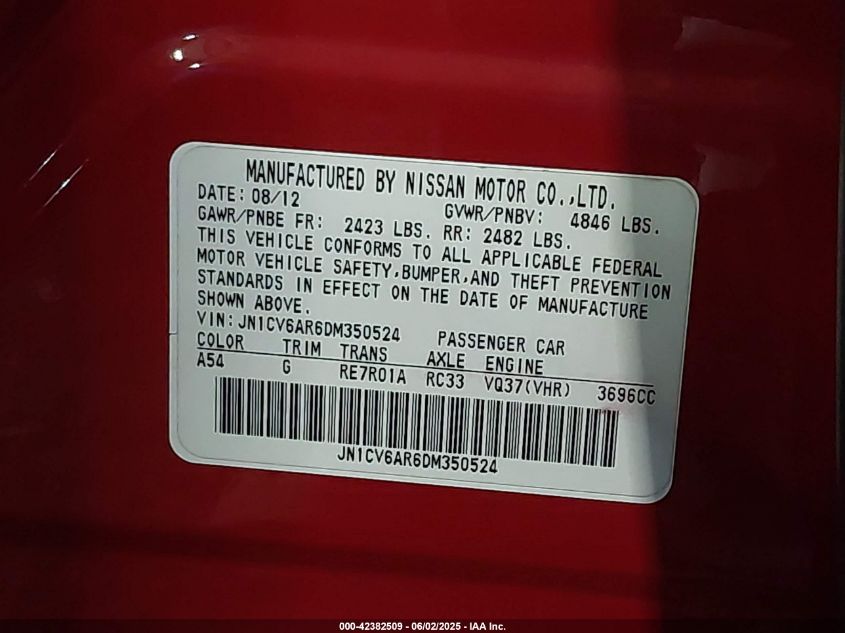 MANUFACTURED BY NISSAN MOTOR CO.,LTD.
DATE: 08/12 GVWR/PNBV: 4846 LBS.
GAWR/PNBE FR: 2423 LBS. RR: 2482 LBS.
THIS VEHICLE CONFORMS TO ALL APPLICABLE FEDERAL
MOTOR VEHICLE SAFETY,BUMPER,AND THEFT PREVENTION
STANDARDS IN EFFECT ON THE DATE OF MANUFACTURE
SHOWN ABOVE.
VIN:JN1CV6AR6DM350524 PASSENGER CAR
COLOR TRIM TRANS AXLE ENGINE
A54 G RE7R01A RC33 VQ37(VHR) 3696CC
JN1CV6AR6DM350524
000-42382509 - 06/02/2025 - IAA Inc.